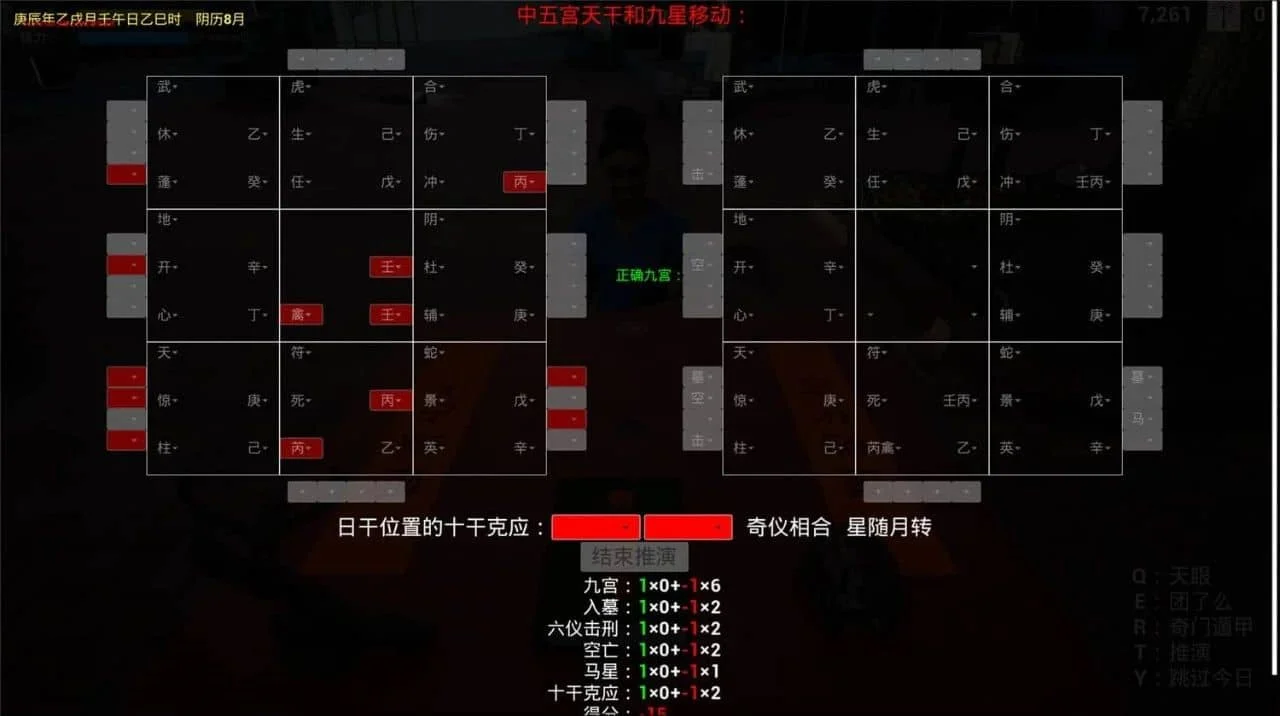 庚辰年乙戌月壬午日乙巳时 阴历8月
中五宫天干和九星移动：
7,261
0
武 虎 合
休 乙 生 己 伤 丁
蓬 癸 任 戊 冲 丙
地 阴
开 辛 壬 杜 癸
心 丁 禽 壬 辅 庚
天 符 蛇
惊 庚 死 丙 景 戊
柱 己 芮 乙 英 辛
正确九宫：
武 虎 合
休 乙 生 己 伤 丁
击 蓬 癸 任 戊 冲 壬丙
地 阴
空 开 辛 杜 癸
心 丁 辅 庚
天 符 蛇
墓 墓
空 惊 庚 死 壬丙 景 戊
马
击 柱 己 芮禽 乙 英 辛
日干位置的十干克应： 奇仪相合 星随月转
结束推演
九宫：1×0+-1×6
入墓：1×0+-1×2
六仪击刑：1×0+-1×2
空亡：1×0+-1×2
马星：1×0+-1×1
十干克应：1×0+-1×2
得分：-15
Q：天眼
E：团了么
R：奇门遁甲
T：推演
Y：跳过今日